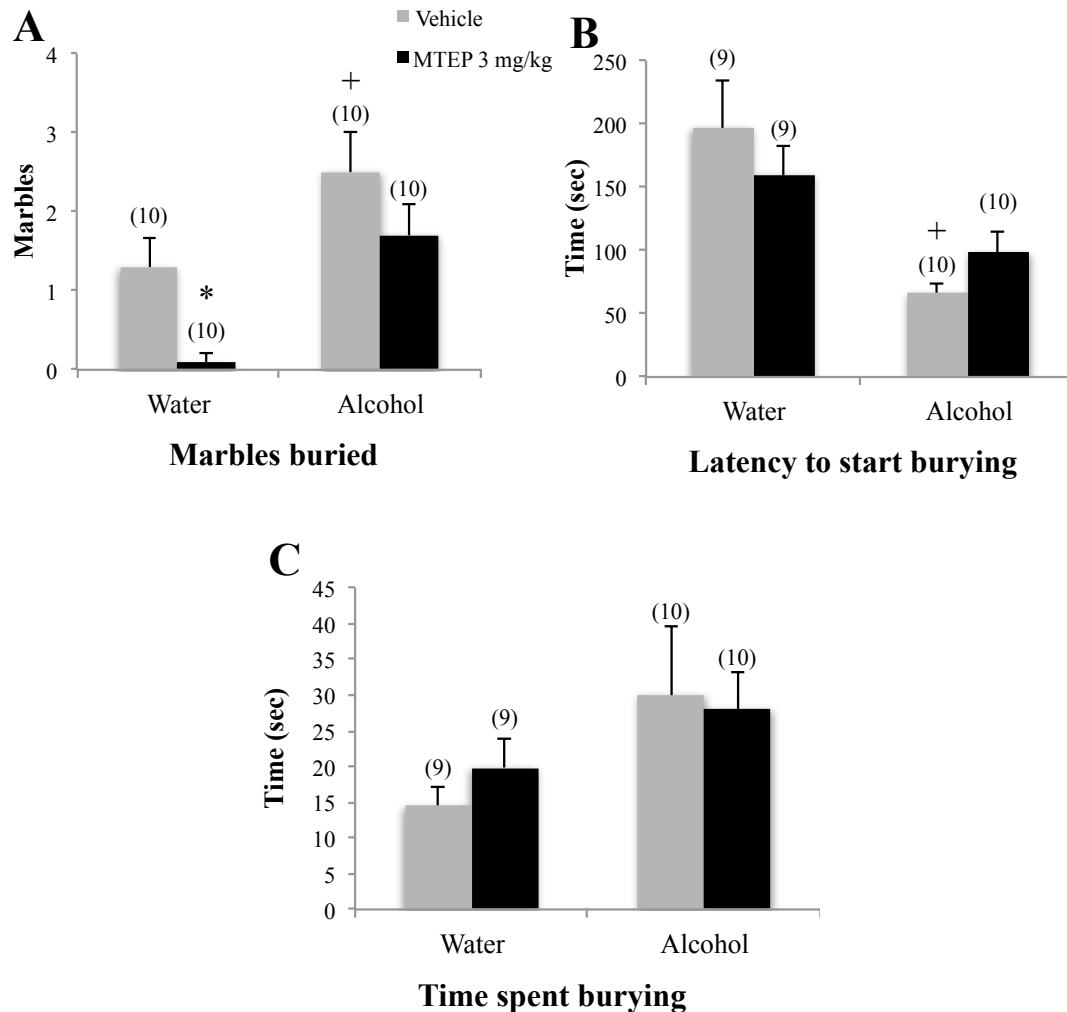 A
Vehicle
MTEP 3 mg/kg
Marbles
4
3
2
1
0
(10)
*
(10)
+
(10)
(10)
Water Alcohol
Marbles buried
B
Time (sec)
250
200
150
100
50
0
(9)
(9)
+
(10)
(10)
Water Alcohol
Latency to start burying
C
Time (sec)
45
40
35
30
25
20
15
10
5
0
(9)
(9)
(10)
(10)
Water Alcohol
Time spent burying